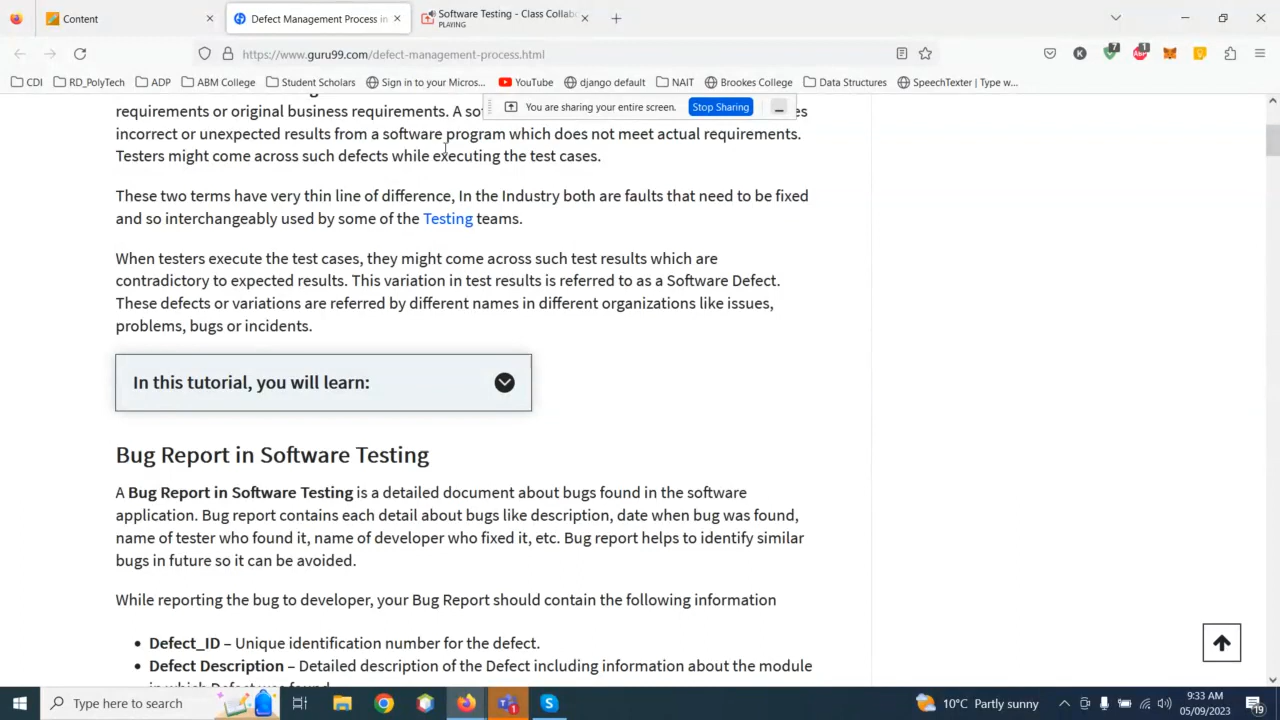 Content
Defect Management Process in
Software Testing - Class Collab
PLAYING
https://www.guru99.com/defect-management-process.html
7
1
CDI
RD_PolyTech
ADP
ABM College
Student Scholars
Sign in to your Micros...
YouTube
django default
NAIT
Brookes College
Data Structures
SpeechTexter | Type w...
You are sharing your entire screen.
Stop Sharing
requirements or original business requirements. A so
es
incorrect or unexpected results from a software program which does not meet actual requirements.
Testers might come across such defects while executing the test cases.
These two terms have very thin line of difference, In the Industry both are faults that need to be fixed
and so interchangeably used by some of the Testing teams.
When testers execute the test cases, they might come across such test results which are
contradictory to expected results. This variation in test results is referred to as a Software Defect.
These defects or variations are referred by different names in different organizations like issues,
problems, bugs or incidents.
In this tutorial, you will learn:
Bug Report in Software Testing
A Bug Report in Software Testing is a detailed document about bugs found in the software
application. Bug report contains each detail about bugs like description, date when bug was found,
name of tester who found it, name of developer who fixed it, etc. Bug report helps to identify similar
bugs in future so it can be avoided.
While reporting the bug to developer, your Bug Report should contain the following information
• Defect_ID – Unique identification number for the defect.
• Defect Description – Detailed description of the Defect including information about the module
Type here to search
1
10°C Partly sunny
9:33 AM
05/09/2023
19